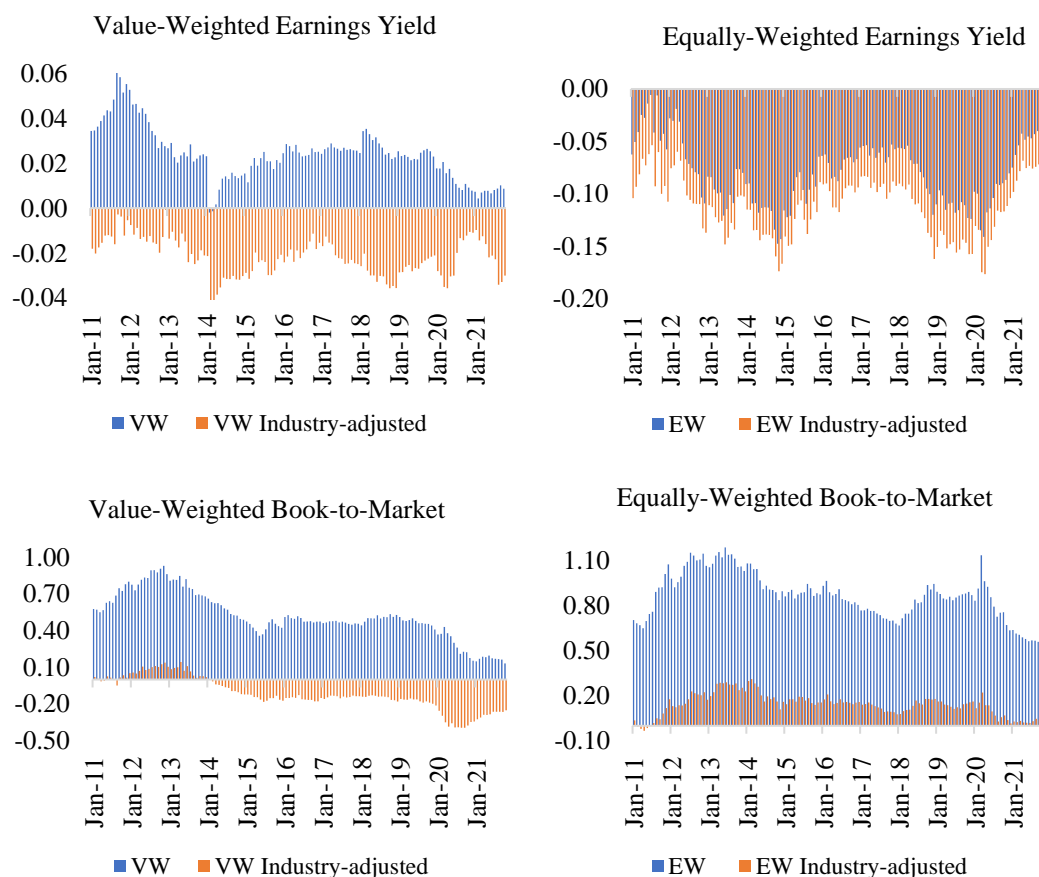 Value-Weighted Earnings Yield
0.06
0.04
0.02
0.00
-0.02
-0.04
Jan-11
Jan-12
Jan-13
Jan-14
Jan-15
Jan-16
Jan-17
Jan-18
Jan-19
Jan-20
Jan-21
VW VW Industry-adjusted
Equally-Weighted Earnings Yield
0.00
-0.05
-0.10
-0.15
-0.20
Jan-11
Jan-12
Jan-13
Jan-14
Jan-15
Jan-16
Jan-17
Jan-18
Jan-19
Jan-20
Jan-21
EW EW Industry-adjusted
Value-Weighted Book-to-Market
1.00
0.70
0.40
0.10
-0.20
-0.50
Jan-11
Jan-12
Jan-13
Jan-14
Jan-15
Jan-16
Jan-17
Jan-18
Jan-19
Jan-20
Jan-21
VW VW Industry-adjusted
Equally-Weighted Book-to-Market
1.10
0.80
0.50
0.20
-0.10
Jan-11
Jan-12
Jan-13
Jan-14
Jan-15
Jan-16
Jan-17
Jan-18
Jan-19
Jan-20
Jan-21
EW EW Industry-adjusted